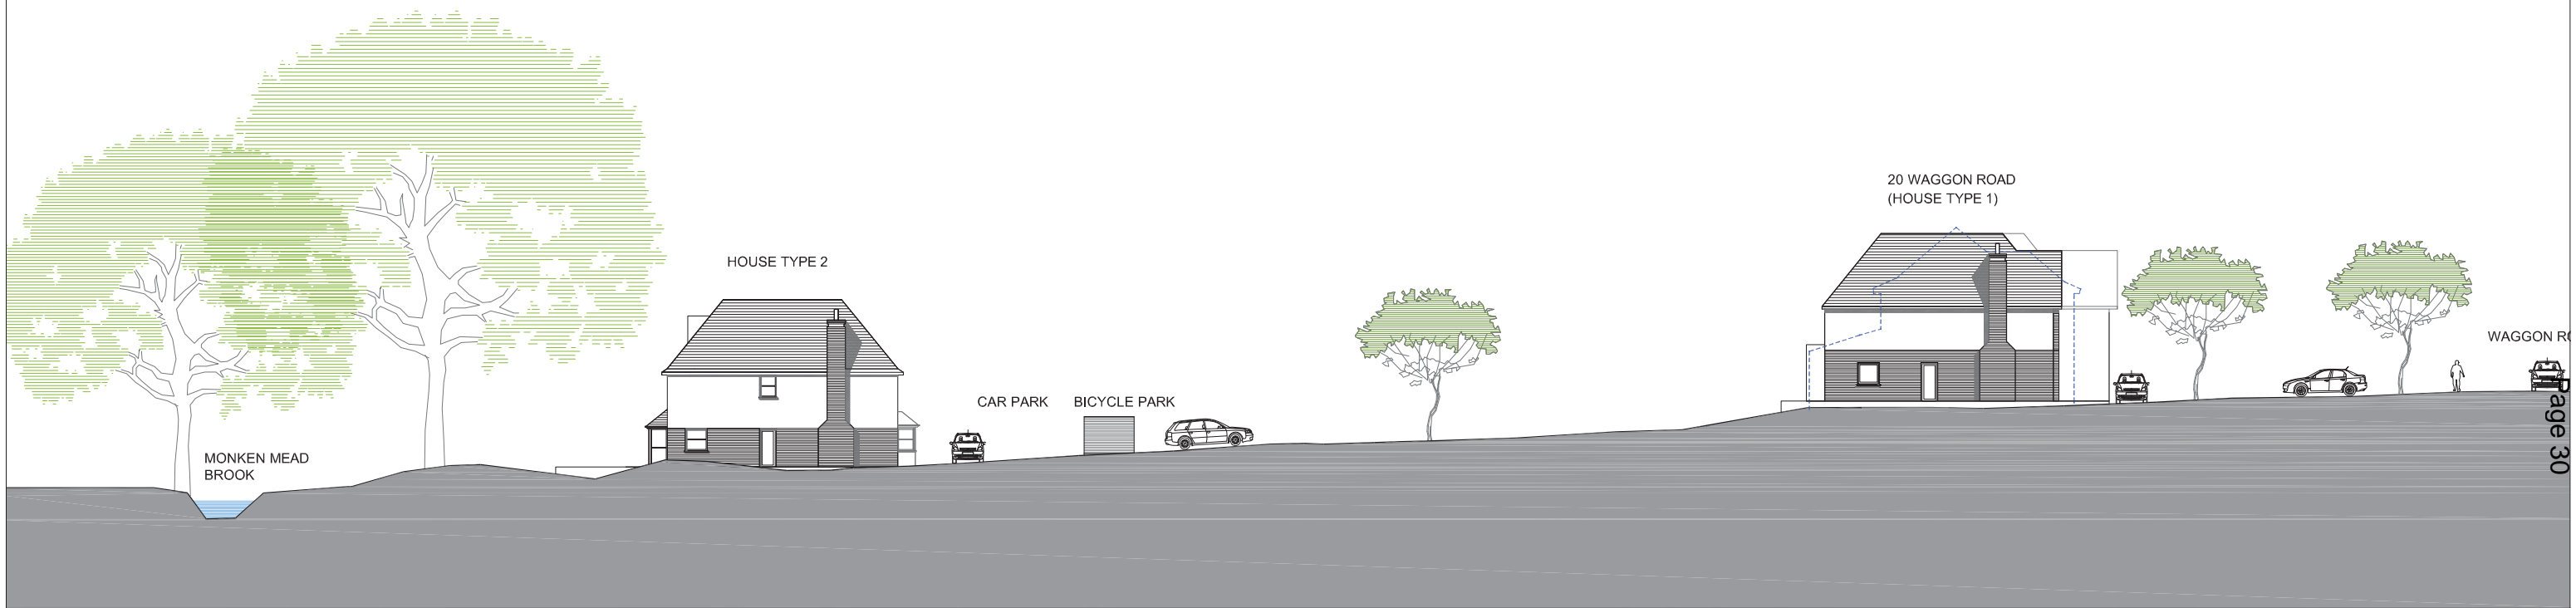 20 WAGGON ROAD
(HOUSE TYPE 1)
HOUSE TYPE 2
WAGGON
CAR PARK
BICYCLE PARK
MONKEN MEAD
BROOK
Page 30